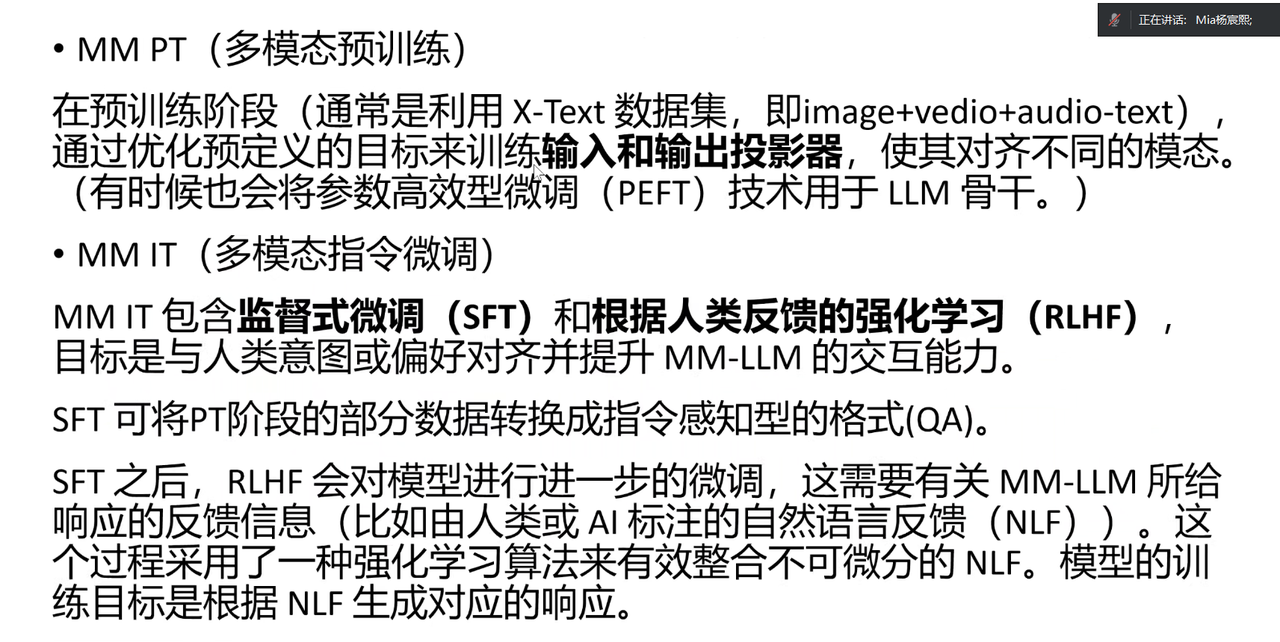 正在讲话: Mia杨宸熙;
• MM PT（多模态预训练）
在预训练阶段（通常是利用 X-Text 数据集，即image+vedio+audio-text），
通过优化预定义的目标来训练输入和输出投影器，使其对齐不同的模态。
（有时候也会将参数高效型微调（PEFT）技术用于 LLM 骨干。）
• MM IT（多模态指令微调）
MM IT 包含监督式微调（SFT）和根据人类反馈的强化学习（RLHF），
目标是与人类意图或偏好对齐并提升 MM-LLM 的交互能力。
SFT 可将PT阶段的部分数据转换成指令感知型的格式(QA)。
SFT 之后，RLHF 会对模型进行进一步的微调，这需要有关 MM-LLM 所给
响应的反馈信息（比如由人类或 AI 标注的自然语言反馈（NLF））。这
个过程采用了一种强化学习算法来有效整合不可微分的 NLF。模型的训
练目标是根据 NLF 生成对应的响应。